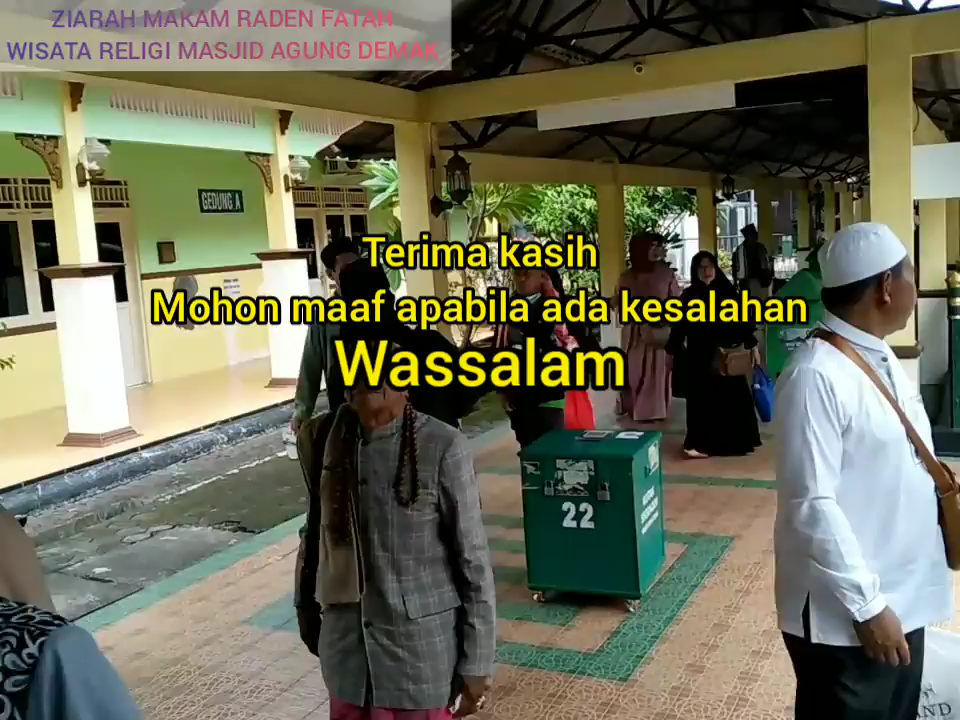 ZIARAH MAKAM RADEN FATAH
WISATA RELIGI MASJID AGUNG DEMAK
GEDUNG A
Terima kasih
Mohon maaf apabila ada kesalahan
Wassalam
22